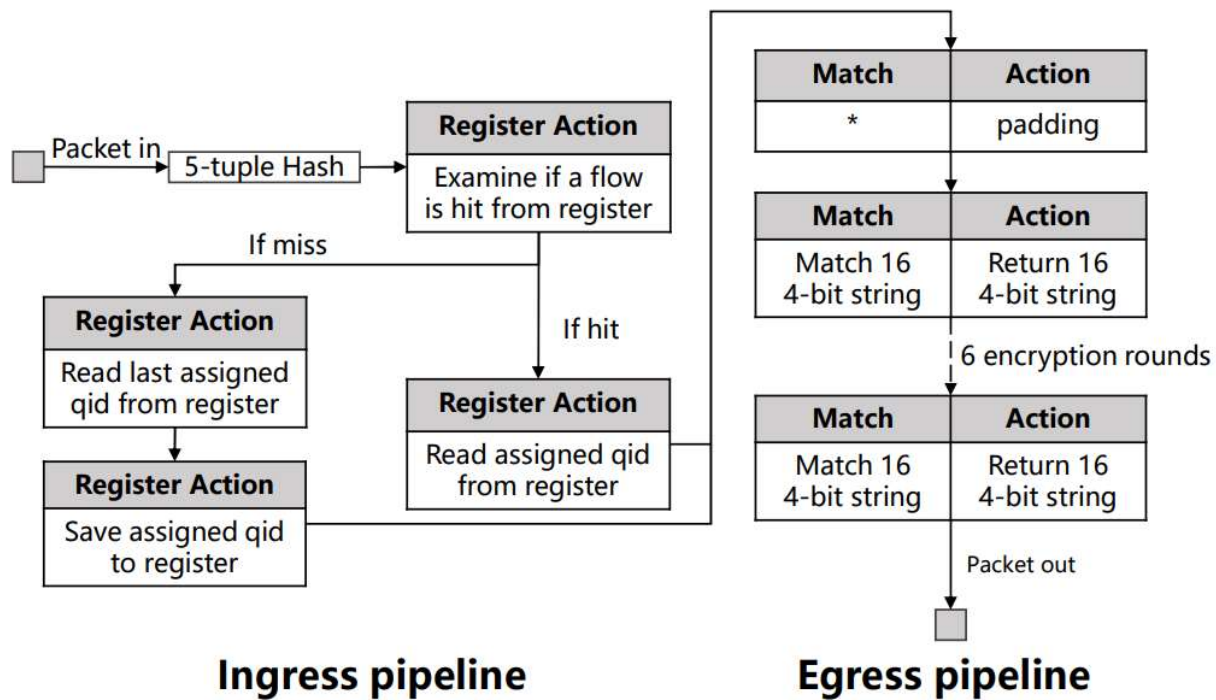 Packet in
5-tuple Hash
Register Action
Examine if a flow
is hit from register
If miss
If hit
Register Action
Read last assigned
qid from register
Register Action
Save assigned qid
to register
Register Action
Read assigned qid
from register
Ingress pipeline
Match Action
* padding
Match Action
Match 16 Return 16
4-bit string 4-bit string
6 encryption rounds
Match Action
Match 16 Return 16
4-bit string 4-bit string
Packet out
Egress pipeline